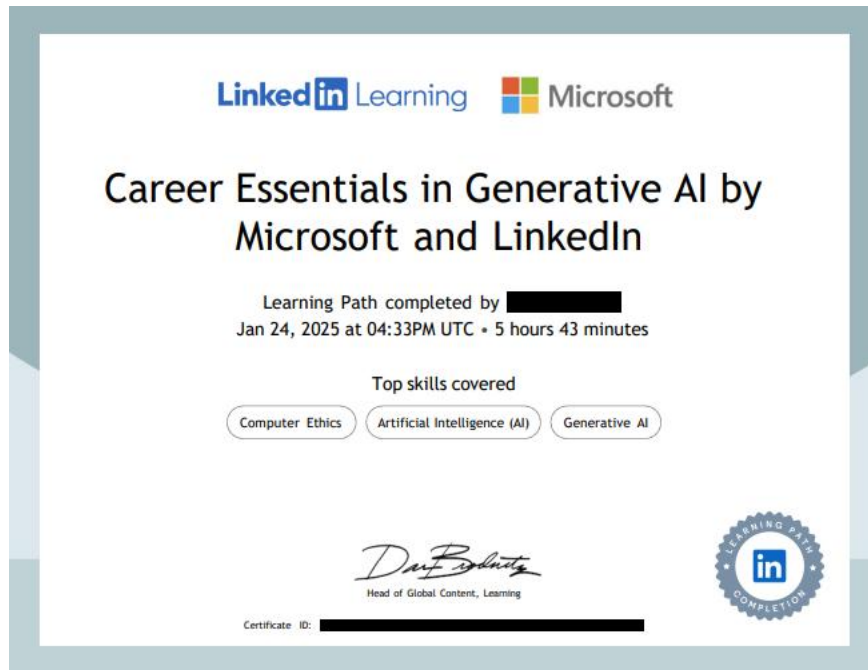 Linked in Learning Microsoft
Career Essentials in Generative AI by
Microsoft and LinkedIn
Learning Path completed by
Jan 24, 2025 at 04:33PM UTC • 5 hours 43 minutes
Top skills covered
Computer Ethics Artificial Intelligence (AI) Generative AI
Head of Global Content, Learning
Certificate ID:
LEARNING PATH
in
COMPLETION